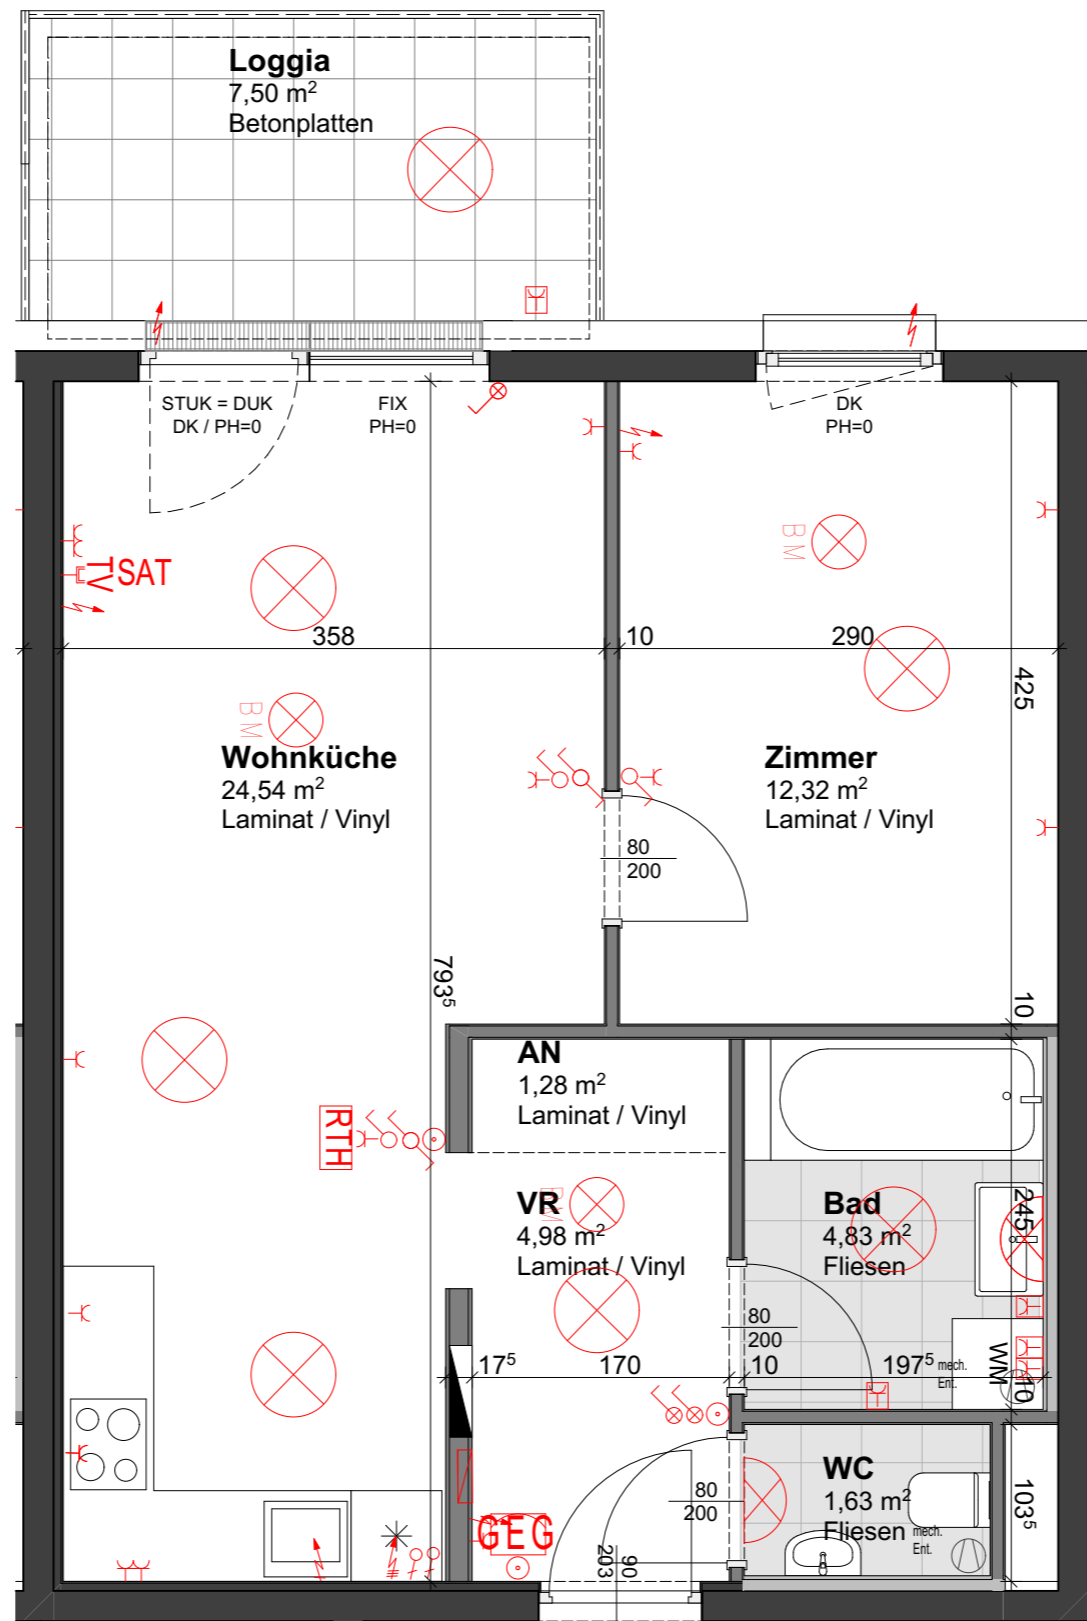 Loggia
7,50 m²
Betonplatten
STUK = DUK
DK / PH=0
FIX
PH=0
DK
PH=0
TV
SAT
BM
358
10
290
425
BM
Wohnküche
24,54 m²
Laminat / Vinyl
Zimmer
12,32 m²
Laminat / Vinyl
80
200
793⁵
10
AN
1,28 m²
Laminat / Vinyl
RTH
BM
VR
4,98 m²
Laminat / Vinyl
Bad
4,83 m²
Fliesen
245
80
200
17⁵
170
10
197⁵
mech.
Ent.
WM
10
WC
1,63 m²
Fliesen
mech.
Ent.
80
200
103⁵
GEG
90
203